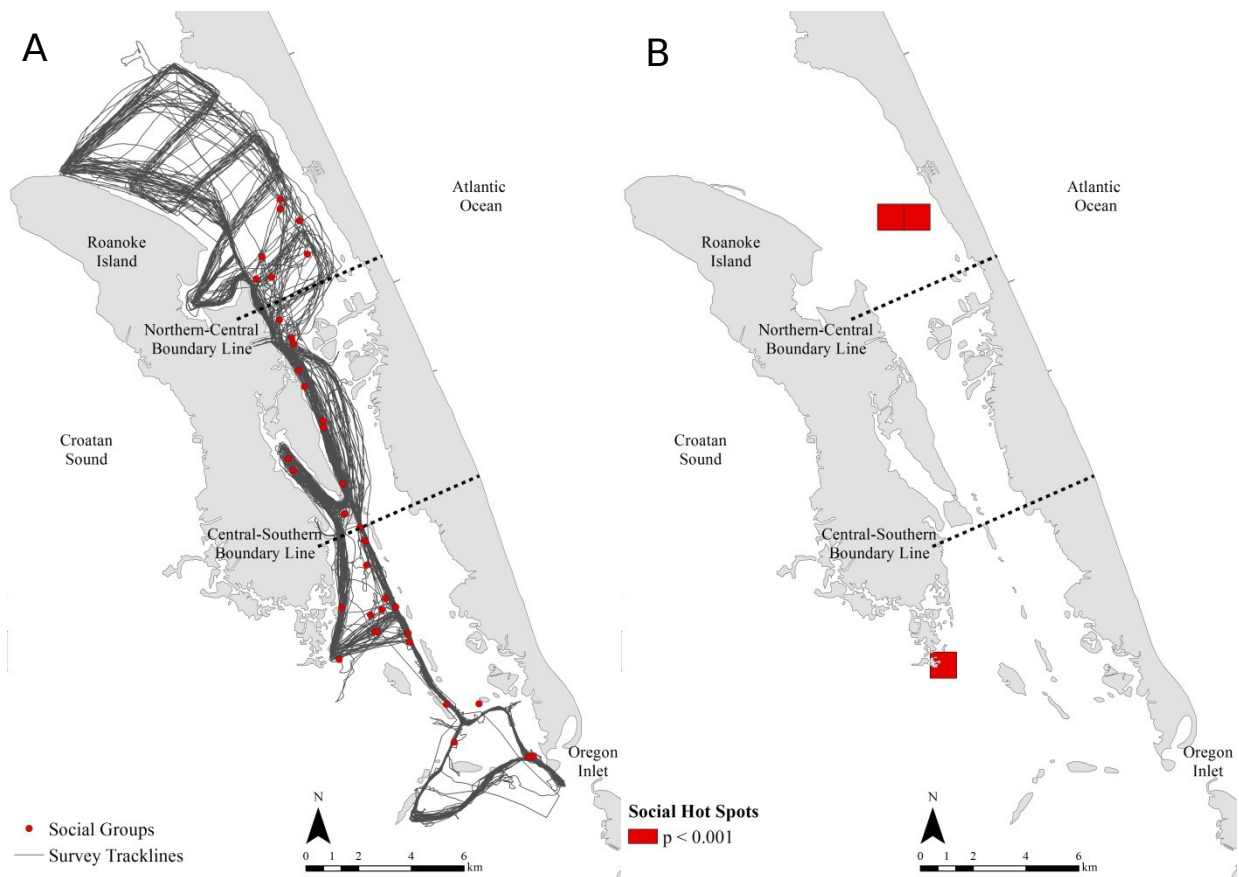 A
Atlantic
Ocean
Roanoke
Island
Northern-Central
Boundary Line
Croatan
Sound
Central-Southern
Boundary Line
Oregon
Inlet
Social Groups
Survey Tracklines
N
0 1 2 4 6
km
B
Atlantic
Ocean
Roanoke
Island
Northern-Central
Boundary Line
Croatan
Sound
Central-Southern
Boundary Line
Oregon
Inlet
Social Hot Spots
p < 0.001
N
0 1 2 4 6
km